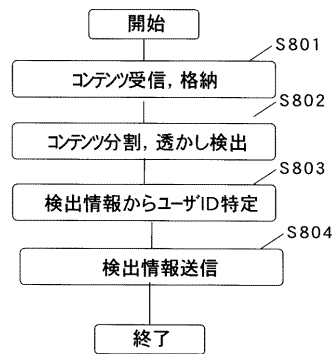 開始
S801
コンテンツ受信，格納
S802
コンテンツ分割，透かし検出
S803
検出情報からユーザID特定
S804
検出情報送信
終了